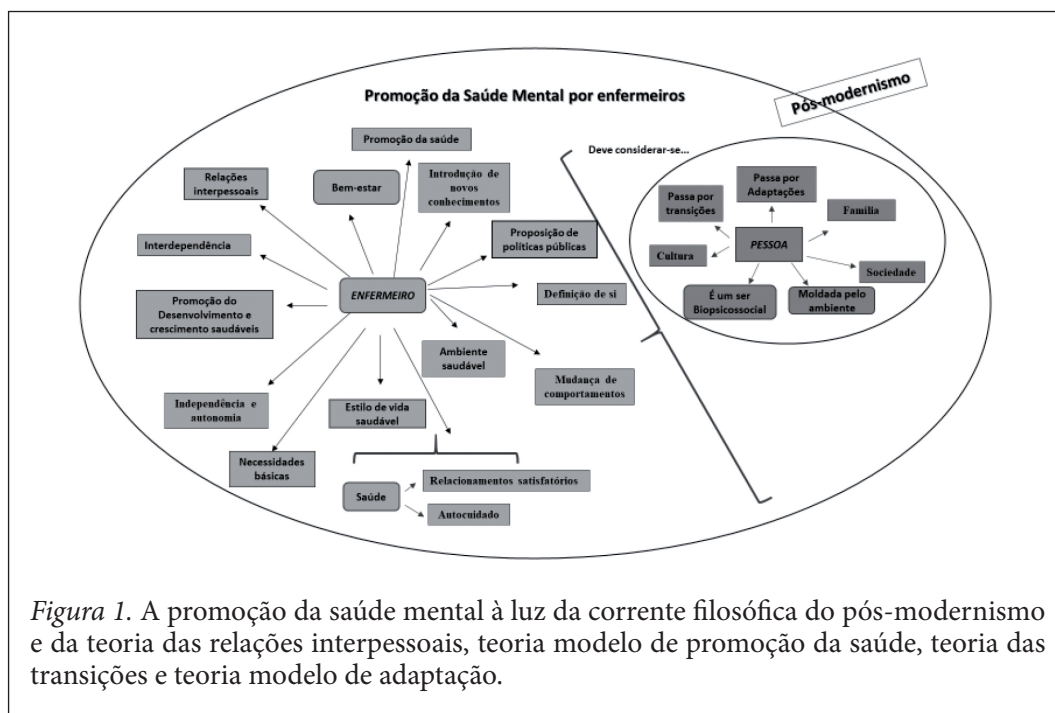 Promoção da Saúde Mental por enfermeiros
Pós-modernismo
Promoção da saúde
Deve considerar-se...
Relações
interpessoais
Bem-estar
Introdução de
novos
conhecimentos
Passa por
transições
Passa por
Adaptações
Família
Interdependência
Proposição de
políticas públicas
PESSOA
Cultura
Sociedade
ENFERMEIRO
Definição de si
É um ser
Biopsicossocial
Moldada pelo
ambiente
Promoção do
Desenvolvimento e
crescimento saudáveis
Ambiente
saudável
Mudança de
comportamentos
Independência e
autonomia
Estilo de vida
saudável
Necessidades
básicas
Saúde
Relacionamentos satisfatórios
Autocuidado
Figura 1. A promoção da saúde mental à luz da corrente filosófica do pós-modernismo
e da teoria das relações interpessoais, teoria modelo de promoção da saúde, teoria das
transições e teoria modelo de adaptação.